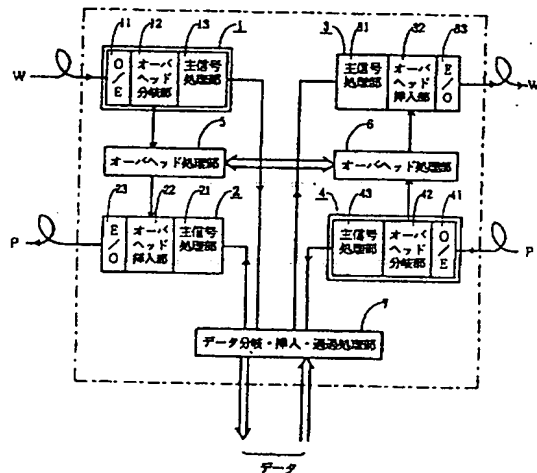 11 12 13 1
O/E
オーバヘッド分岐部
主信号処理部
W
3 31 32 33
主信号処理部
オーバヘッド挿入部
E/O
W
5
オーバヘッド処理部
6
オーバヘッド処理部
23 22 21 2
E/O
オーバヘッド挿入部
主信号処理部
P
4 43 42 41
主信号処理部
オーバヘッド分岐部
O/E
P
7
データ分岐・挿入・通過処理部
データ